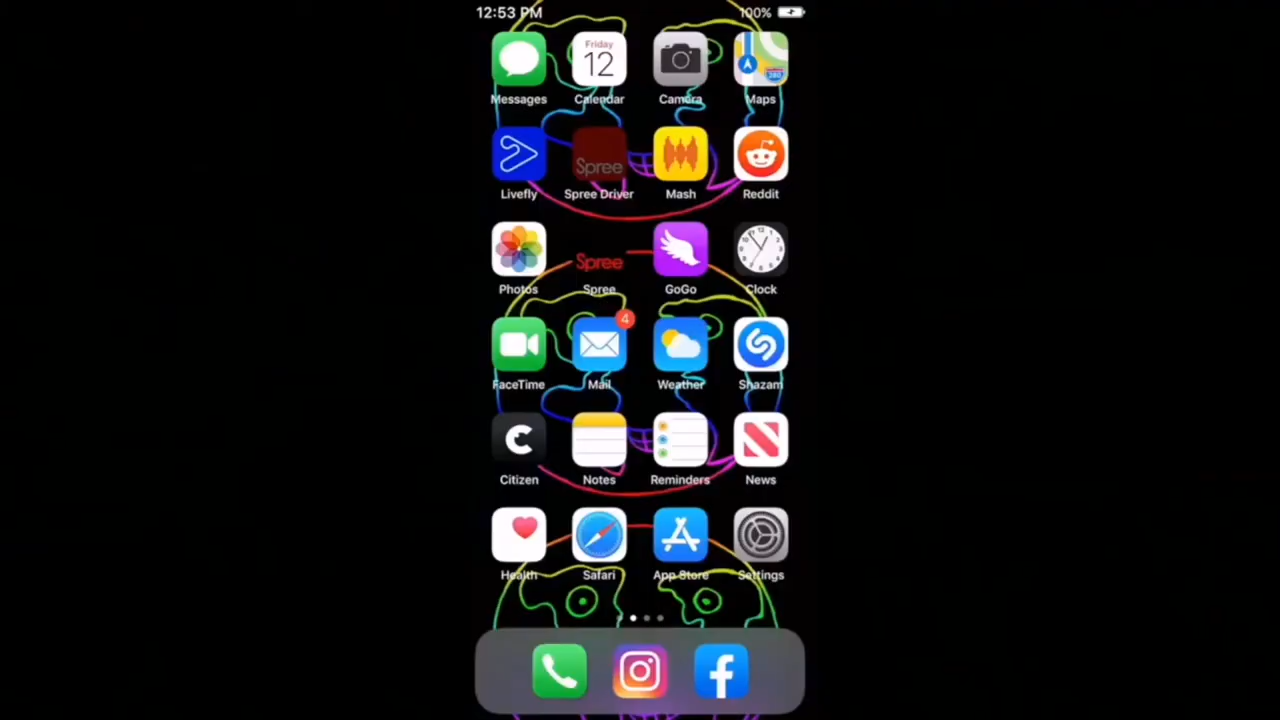 12:53 PM 100%
Friday
12
Messages Calendar Camera Maps
280
Spree
Livefly Spree Driver Mash Reddit
Spree
Photos Spree GoGo Clock
4
FaceTime Mail Weather Shazam
Citizen Notes Reminders News
Health Safari App Store Settings